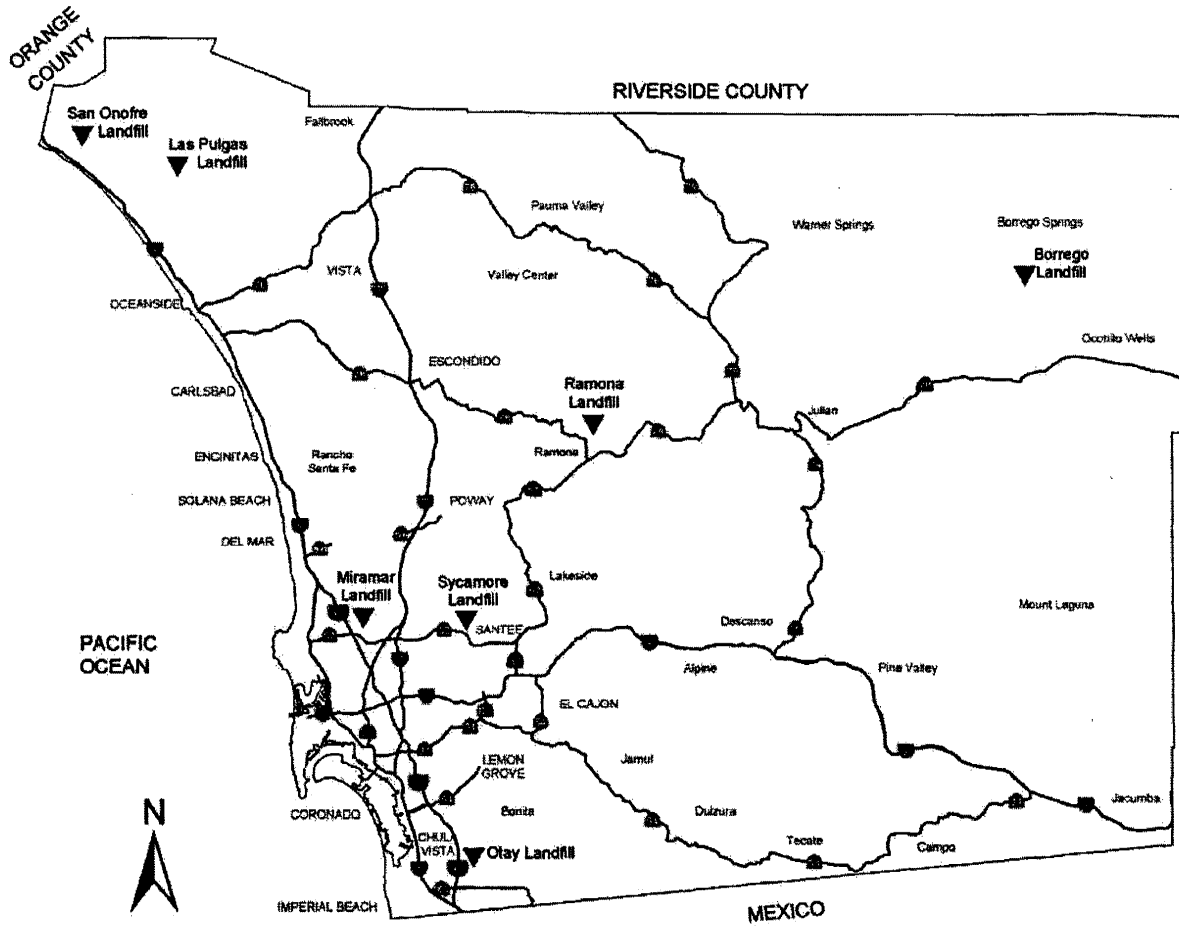 ORANGE
COUNTY
RIVERSIDE COUNTY
San Onofre
Landfill
Las Pulgas
Landfill
Fallbrook
Pauma Valley
Warner Springs
Borrego Springs
Borrego
Landfill
VISTA
Valley Center
OCEANSIDE
Ocotillo Wells
ESCONDIDO
CARLSBAD
Ramona
Landfill
Julian
ENCINITAS
Rancho
Santa Fe
Ramona
SOLANA BEACH
POWAY
DEL MAR
Miramar
Landfill
Sycamore
Landfill
Lakeside
Mount Laguna
SANTEE
Descanso
PACIFIC
OCEAN
Alpine
Pine Valley
EL CAJON
LEMON
GROVE
Jamul
N
CORONADO
Bonita
Dulzura
Jacumba
CHULA
VISTA
Otay Landfill
Tecate
Campo
IMPERIAL BEACH
MEXICO